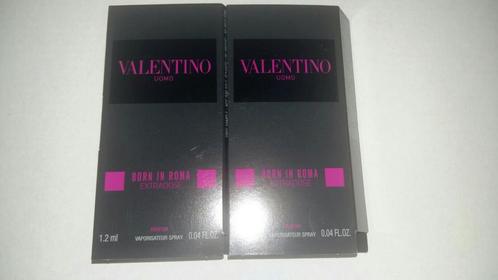 VALENTINO
UOMO
BORN IN ROMA
EXTRADOSE
PARFUM
1.2 ml VAPORISATEUR SPRAY 0.04 FL.OZ.
VALENTINO
UOMO
BORN IN ROMA
EXTRADOSE
PARFUM
VAPORISATEUR SPRAY 0.04 FL.OZ.